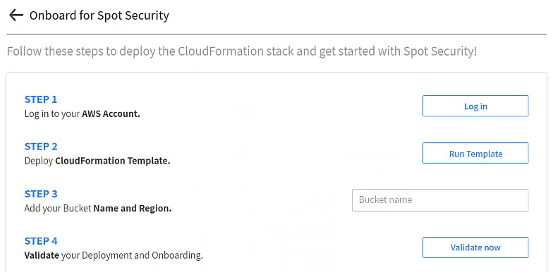 Onboard for Spot Security
Follow these steps to deploy the CloudFormation stack and get started with Spot Security!
STEP 1
Log in to your AWS Account.
Log in
STEP 2
Deploy CloudFormation Template.
Run Template
STEP 3
Add your Bucket Name and Region.
Bucket name
STEP 4
Validate your Deployment and Onboarding.
Validate now